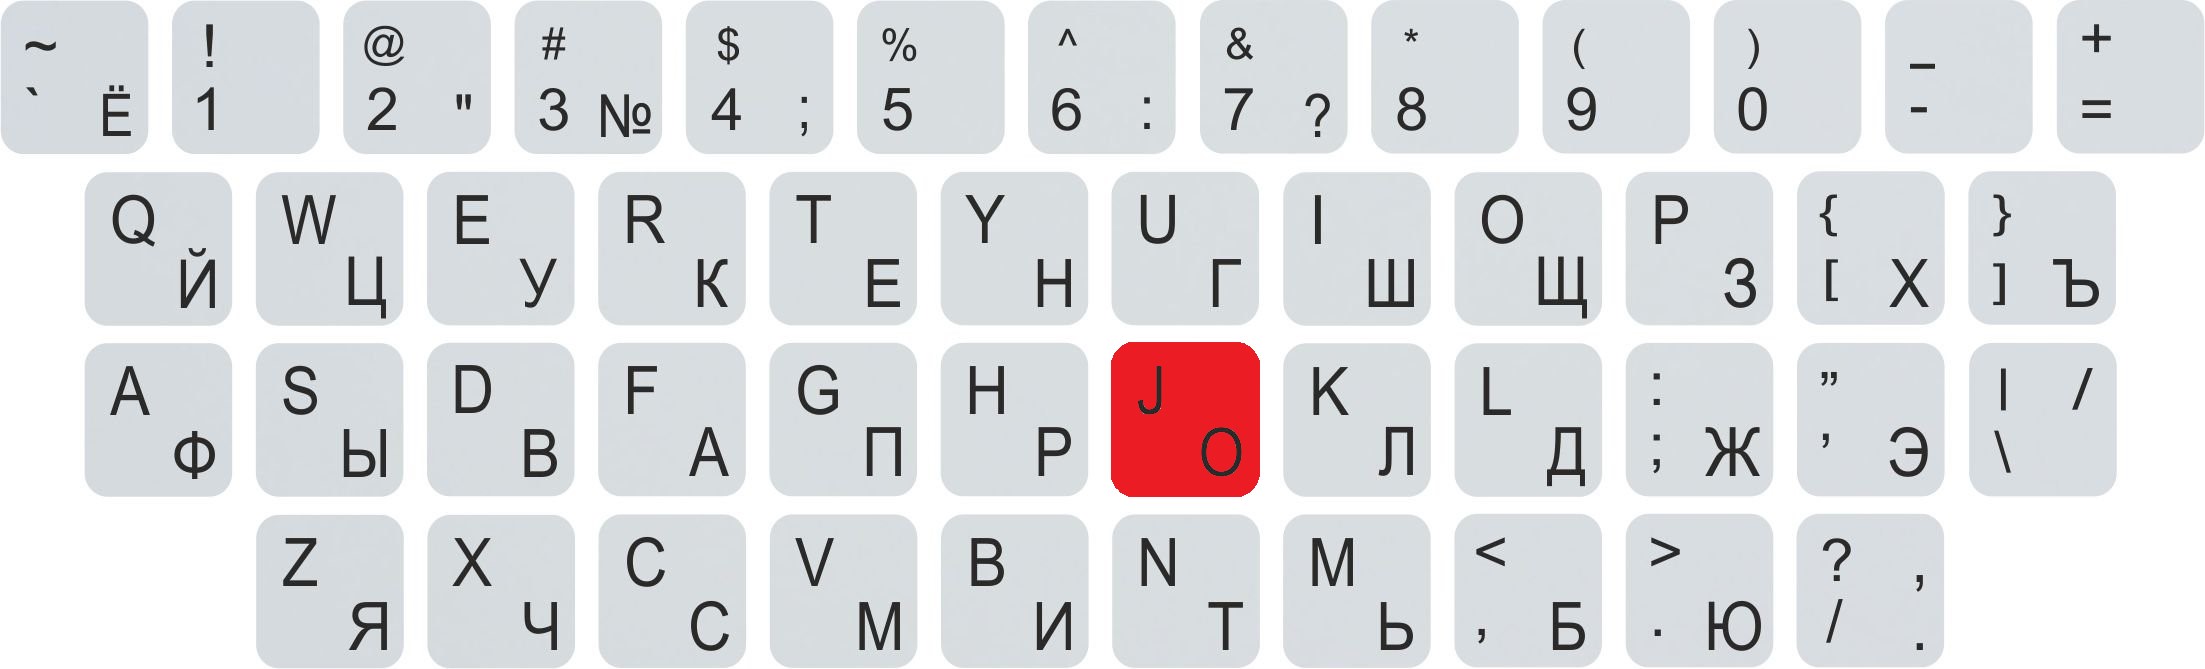 ~ ! @ # $ % ^ & * ( ) _ +
` Ё 1 2 " 3 № 4 ; 5 6 : 7 ? 8 9 0 - =
Q W E R T Y U I O P { }
Й Ц У К Е Н Г Ш Щ З [ Х ] Ъ
A S D F G H J K L : ” | /
Ф Ы В А П Р О Л Д ; Ж ’ Э \
Z X C V B N M < > ? ,
Я Ч С М И Т Ь , Б . Ю / .